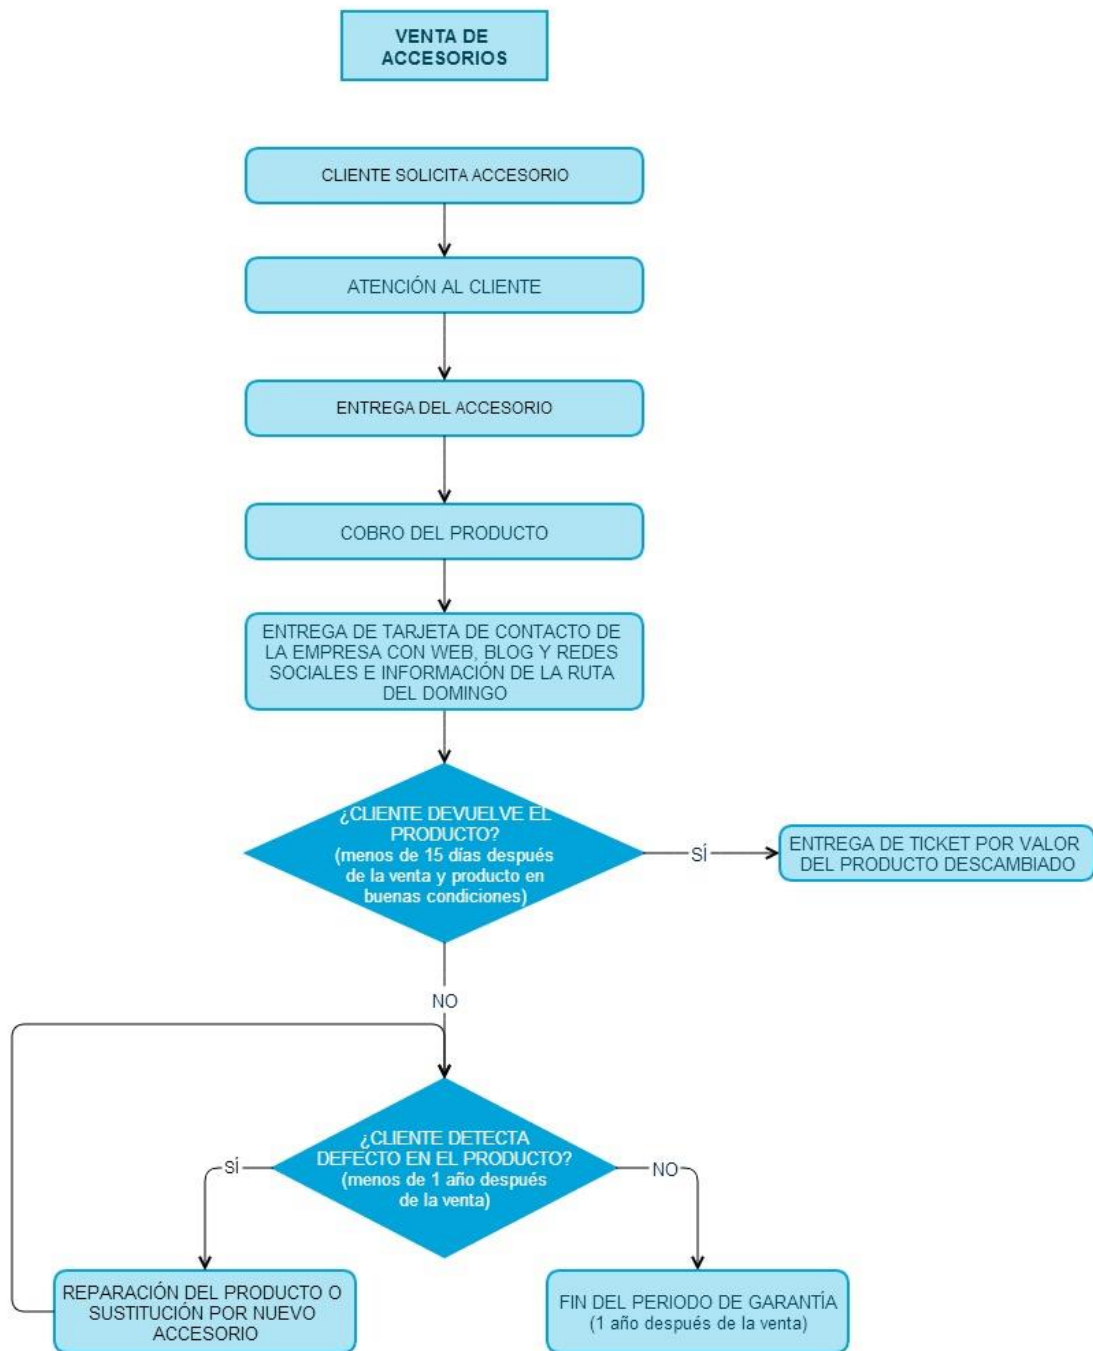 VENTA DE
ACCESORIOS
CLIENTE SOLICITA ACCESORIO
ATENCIÓN AL CLIENTE
ENTREGA DEL ACCESORIO
COBRO DEL PRODUCTO
ENTREGA DE TARJETA DE CONTACTO DE
LA EMPRESA CON WEB, BLOG Y REDES
SOCIALES E INFORMACIÓN DE LA RUTA
DEL DOMINGO
¿CLIENTE DEVUELVE EL
PRODUCTO?
(menos de 15 días después
de la venta y producto en
buenas condiciones)
SÍ
ENTREGA DE TICKET POR VALOR
DEL PRODUCTO DESCAMBIADO
NO
¿CLIENTE DETECTA
DEFECTO EN EL PRODUCTO?
(menos de 1 año después
de la venta)
SÍ
NO
REPARACIÓN DEL PRODUCTO O
SUSTITUCIÓN POR NUEVO
ACCESORIO
FIN DEL PERIODO DE GARANTÍA
(1 año después de la venta)